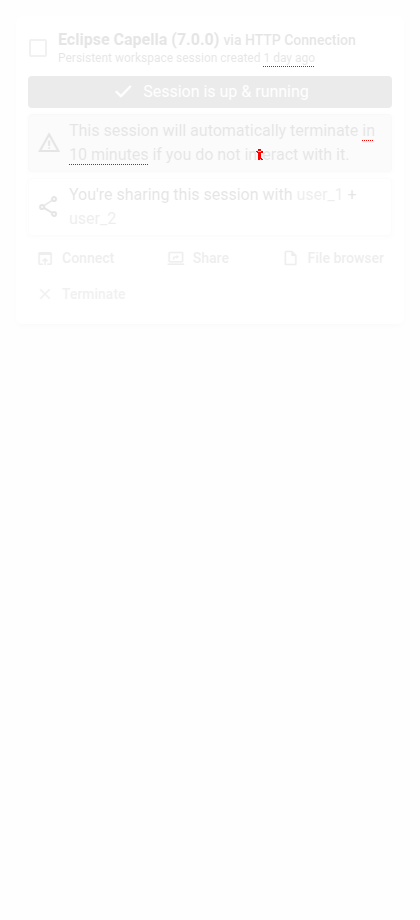 Eclipse Capella (7.0.0) via HTTP Connection
Persistent workspace session created 1 day ago
Session is up & running
This session will automatically terminate in
10 minutes if you do not interact with it.
You're sharing this session with user_1 +
user_2
Connect Share File browser
Terminate